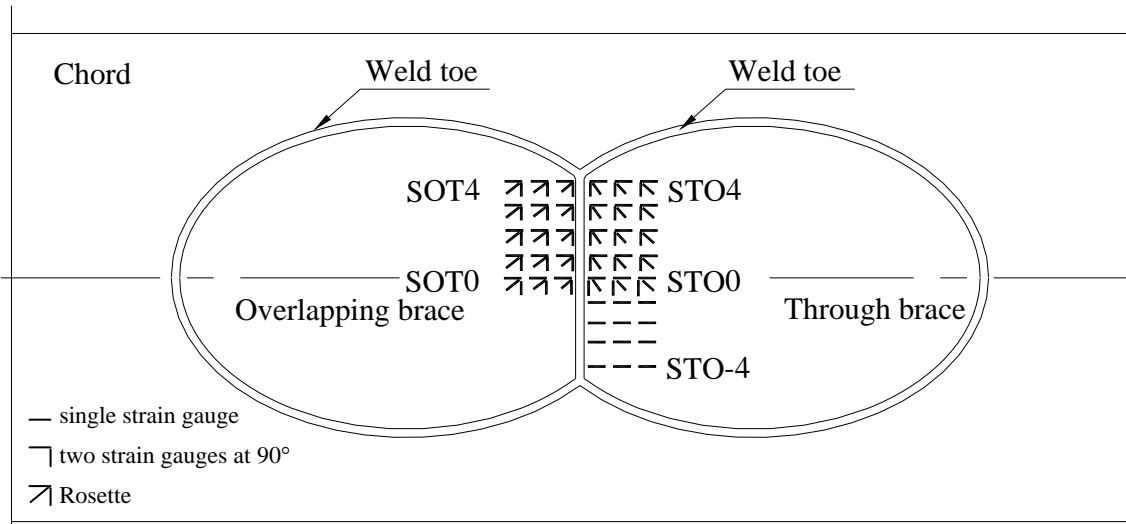 Chord
Weld toe
Weld toe
SOT4
STO4
SOT0
STO0
Overlapping brace
Through brace
STO-4
single strain gauge
two strain gauges at 90°
Rosette